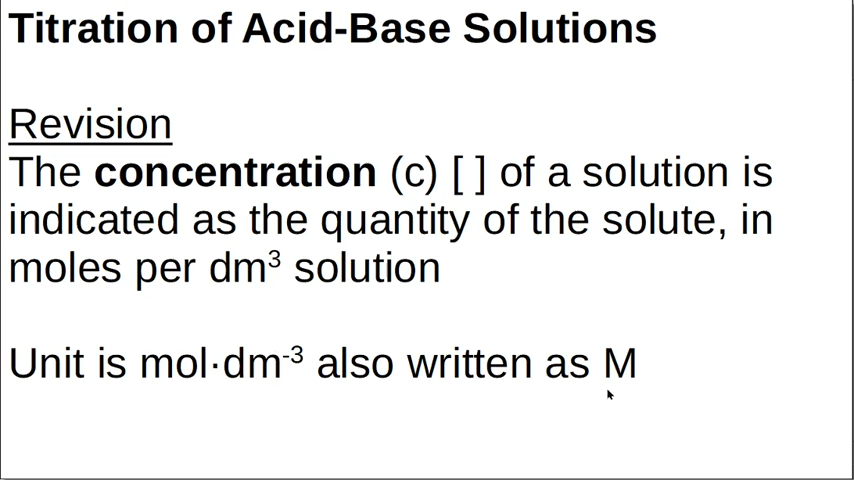 Titration of Acid-Base Solutions
Revision
The concentration (c) [ ] of a solution is
indicated as the quantity of the solute, in
moles per dm³ solution
Unit is mol·dm⁻³ also written as M